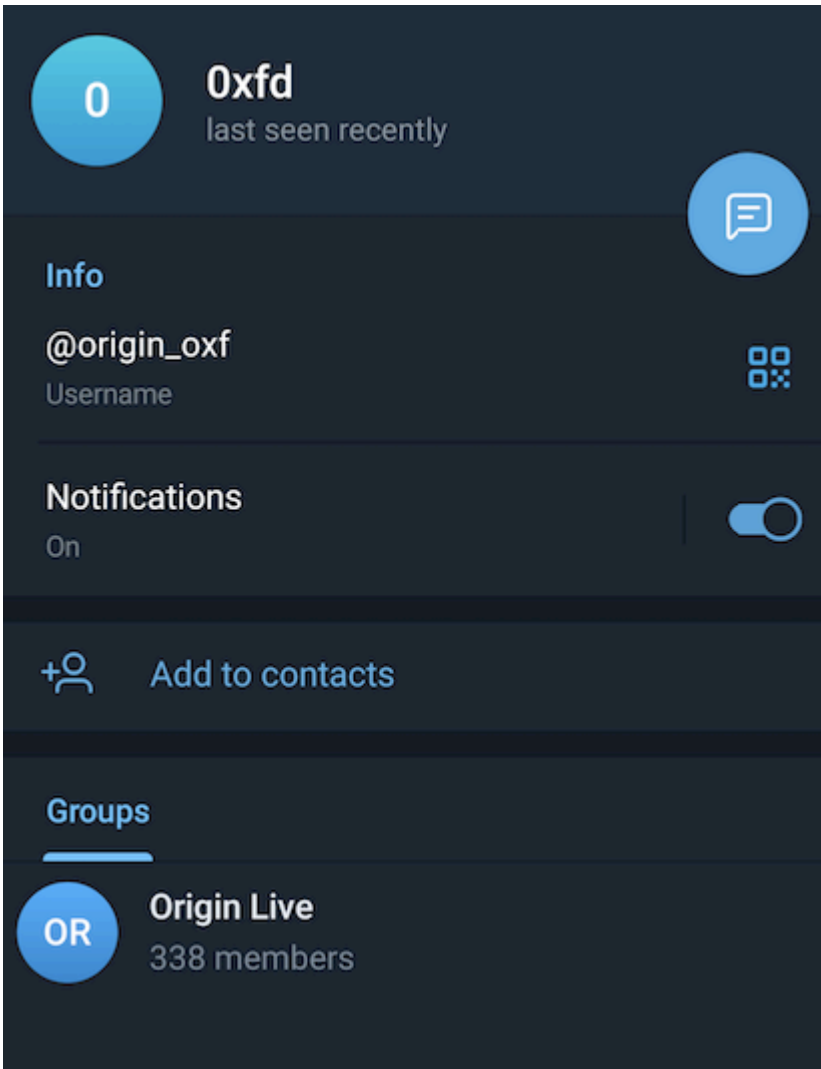 0
0xfd
last seen recently
Info
@origin_oxf
Username
Notifications
On
Add to contacts
Groups
OR
Origin Live
338 members